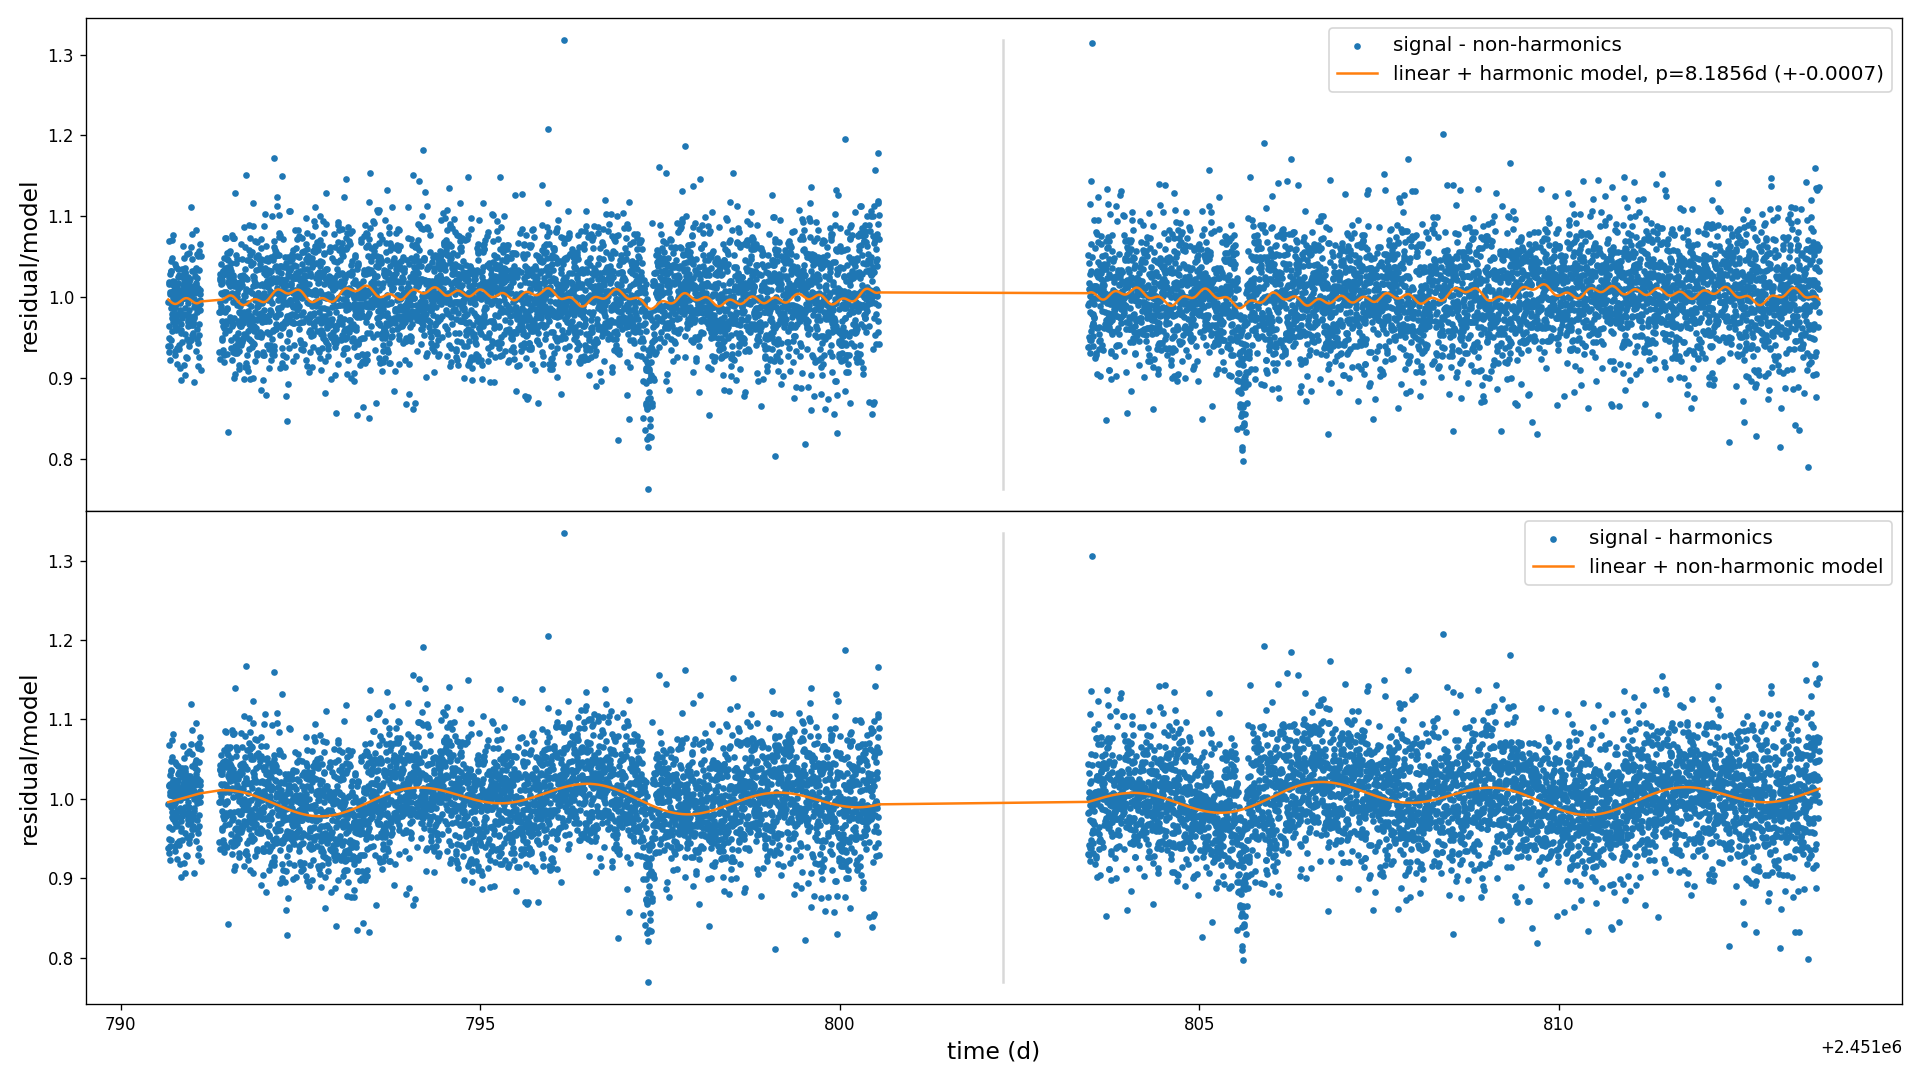 signal - non-harmonics
linear + harmonic model, p=8.1856d (+-0.0007)
1.3
1.2
1.1
1.0
0.9
0.8
residual/model
signal - harmonics
linear + non-harmonic model
1.3
1.2
1.1
1.0
0.9
0.8
residual/model
790
795
800
805
810
+2.451e6
time (d)